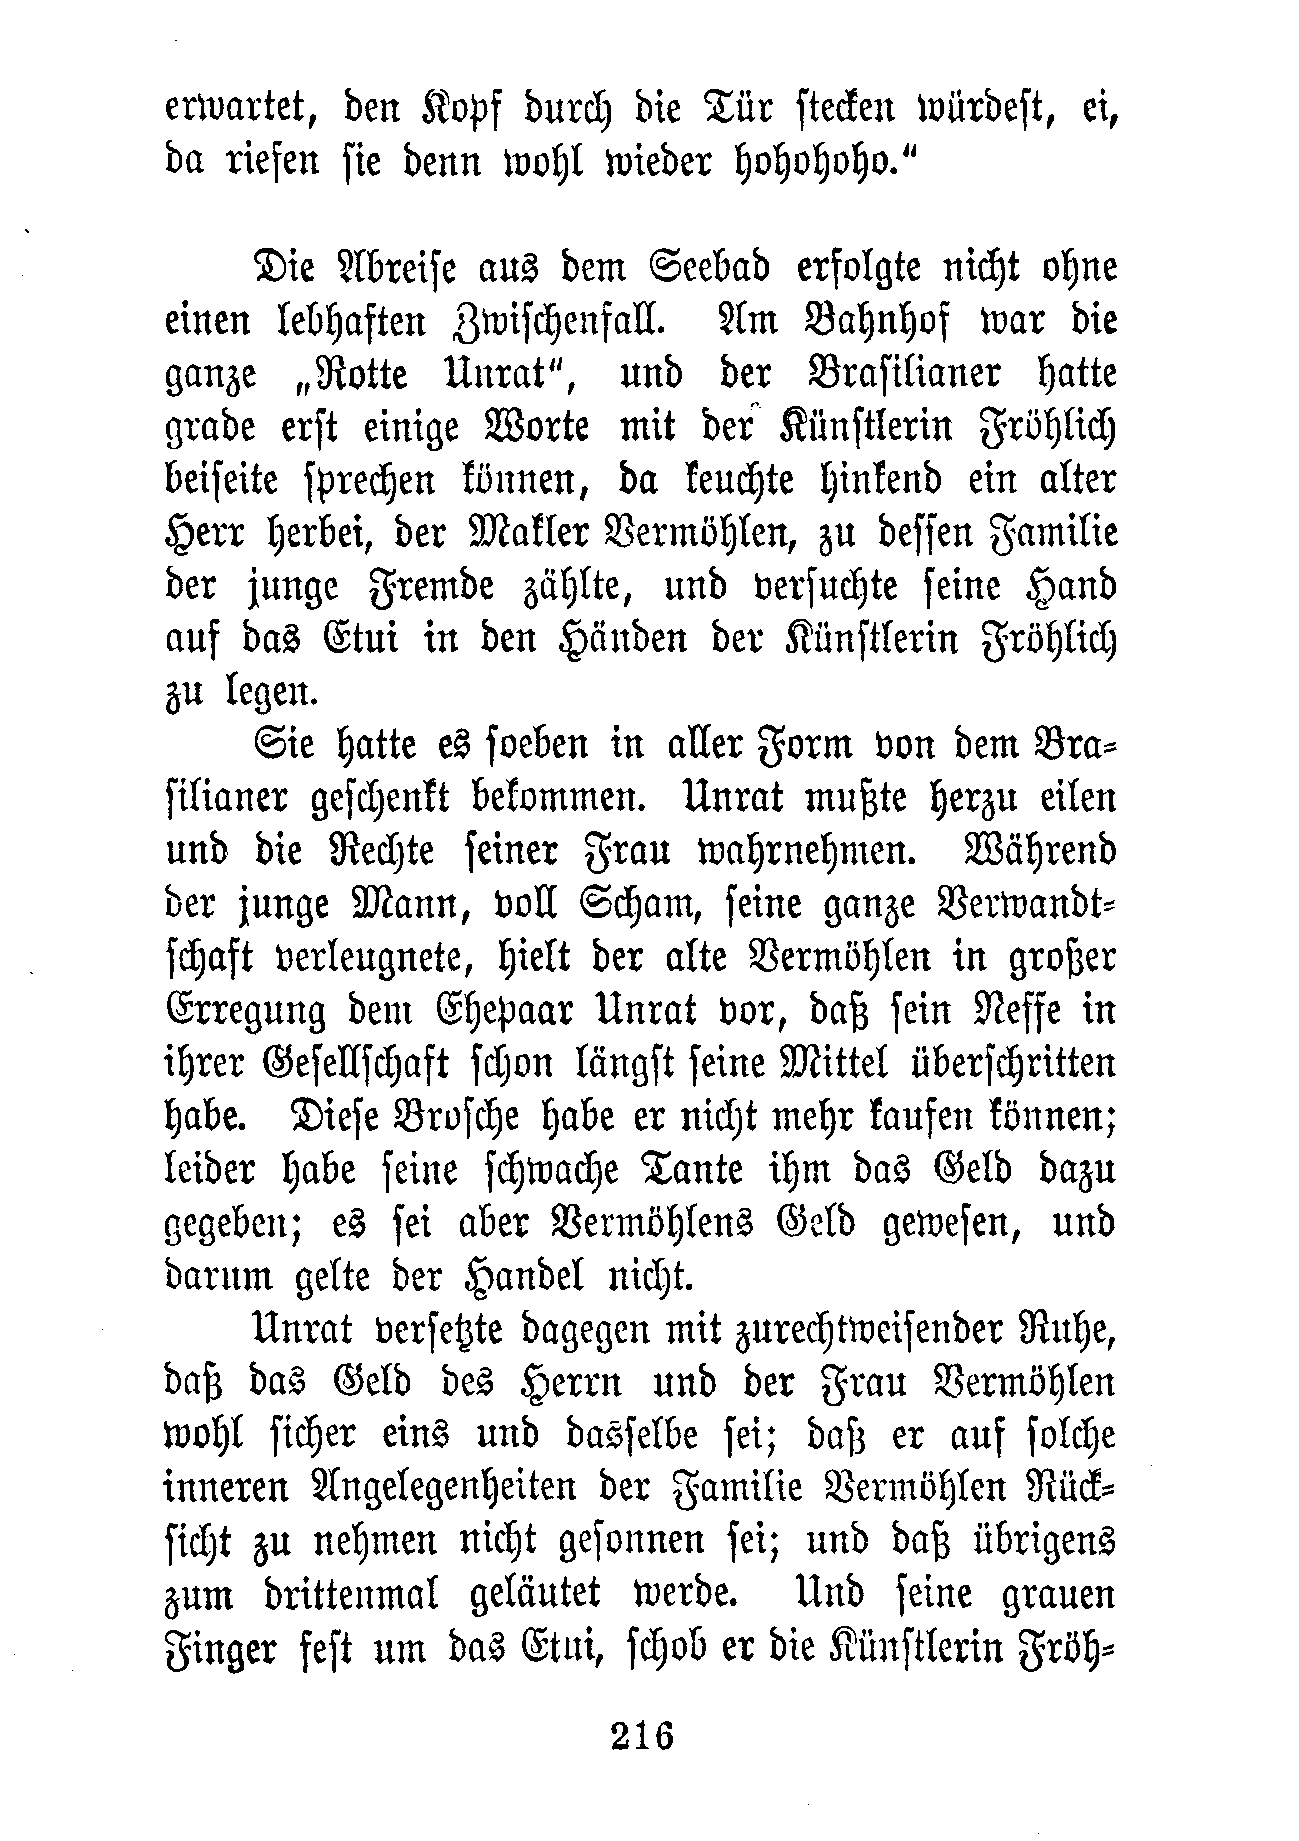 erwartet, den Kopf durch die Tür stecken würdest, ei,
da riefen sie denn wohl wieder hohohoho.“
Die Abreise aus dem Seebad erfolgte nicht ohne
einen lebhaften Zwischenfall. Am Bahnhof war die
ganze „Rotte Unrat“, und der Brasilianer hatte
grade erst einige Worte mit der Künstlerin Fröhlich
beiseite sprechen können, da keuchte hinkend ein alter
Herr herbei, der Makler Vermöhlen, zu dessen Familie
der junge Fremde zählte, und versuchte seine Hand
auf das Etui in den Händen der Künstlerin Fröhlich
zu legen.
Sie hatte es soeben in aller Form von dem Bra-
silianer geschenkt bekommen. Unrat mußte herzu eilen
und die Rechte seiner Frau wahrnehmen. Während
der junge Mann, voll Scham, seine ganze Verwandt-
schaft verleugnete, hielt der alte Vermöhlen in großer
Erregung dem Ehepaar Unrat vor, daß sein Neffe in
ihrer Gesellschaft schon längst seine Mittel überschritten
habe. Diese Brosche habe er nicht mehr kaufen können;
leider habe seine schwache Tante ihm das Geld dazu
gegeben; es sei aber Vermöhlens Geld gewesen, und
darum gelte der Handel nicht.
Unrat versetzte dagegen mit zurechtweisender Ruhe,
daß das Geld des Herrn und der Frau Vermöhlen
wohl sicher eins und dasselbe sei; daß er auf solche
inneren Angelegenheiten der Familie Vermöhlen Rück-
sicht zu nehmen nicht gesonnen sei; und daß übrigens
zum drittenmal geläutet werde. Und seine grauen
Finger fest um das Etui, schob er die Künstlerin Fröh-
216